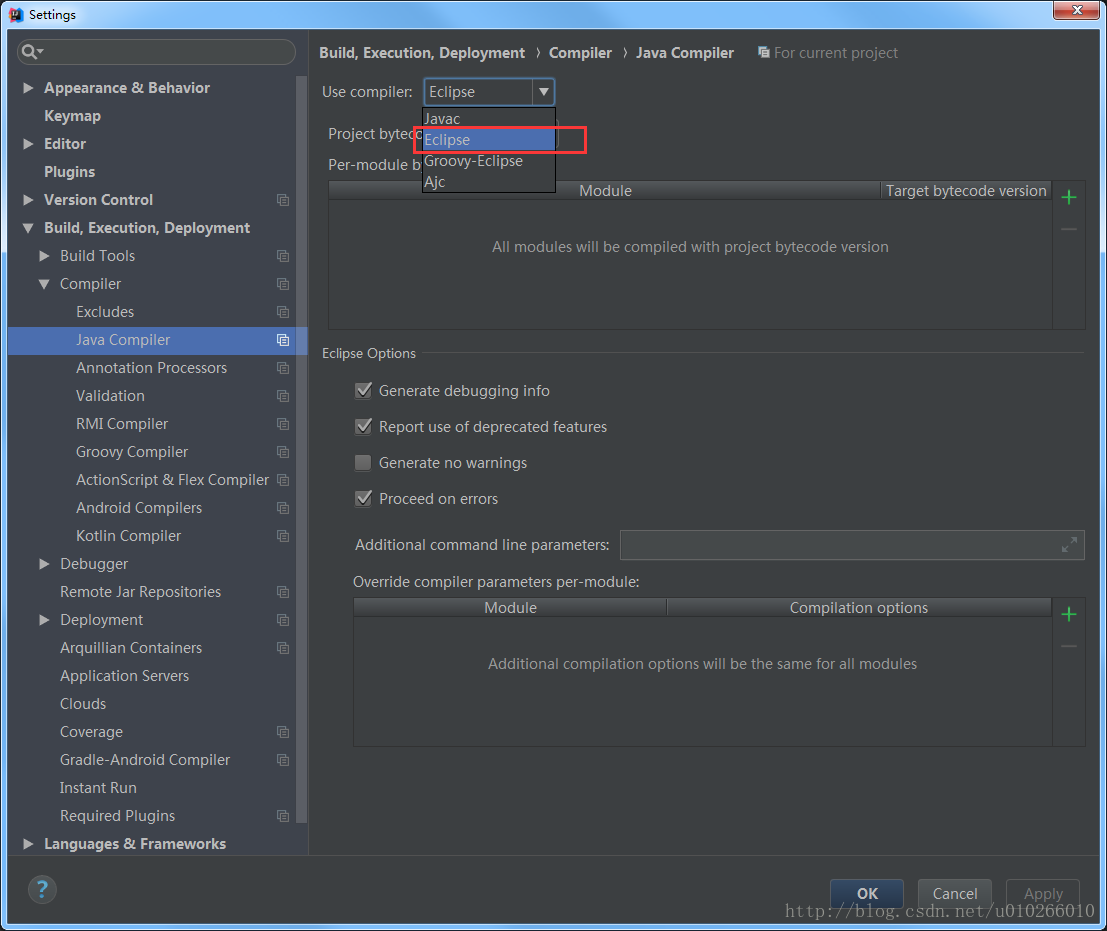 Settings
Appearance & Behavior
Keymap
Editor
Plugins
Version Control
Build, Execution, Deployment
Build Tools
Compiler
Excludes
Java Compiler
Annotation Processors
Validation
RMI Compiler
Groovy Compiler
ActionScript & Flex Compiler
Android Compilers
Kotlin Compiler
Debugger
Remote Jar Repositories
Deployment
Arquillian Containers
Application Servers
Clouds
Coverage
Gradle-Android Compiler
Instant Run
Required Plugins
Languages & Frameworks
Build, Execution, Deployment › Compiler › Java Compiler For current project
Use compiler: Eclipse
Javac
Project byteco
Eclipse
Per-module b
Groovy-Eclipse
Ajc
Module Target bytecode version
All modules will be compiled with project bytecode version
Eclipse Options
Generate debugging info
Report use of deprecated features
Generate no warnings
Proceed on errors
Additional command line parameters:
Override compiler parameters per-module:
Module Compilation options
Additional compilation options will be the same for all modules
? OK Cancel Apply
http://blog.csdn.net/u010266010